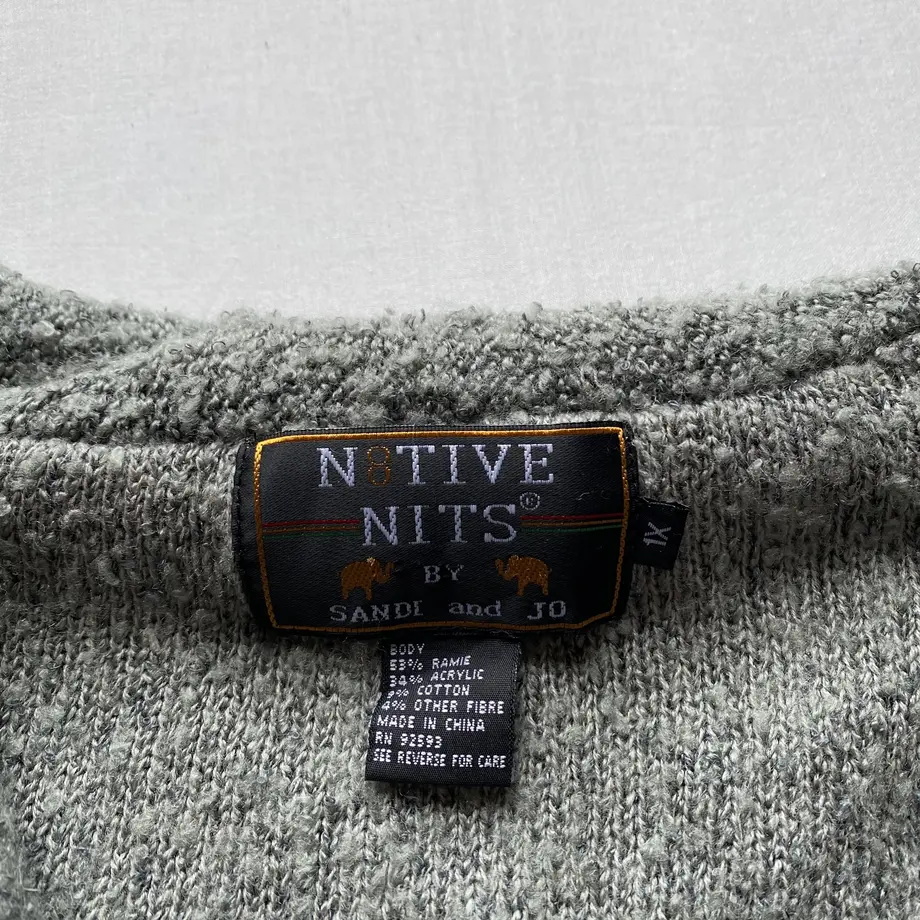 N8TIVE
NITS®
BY
SANDI and JO
1X
BODY
53% RAMIE
34% ACRYLIC
9% COTTON
4% OTHER FIBRE
MADE IN CHINA
RN 92593
SEE REVERSE FOR CARE